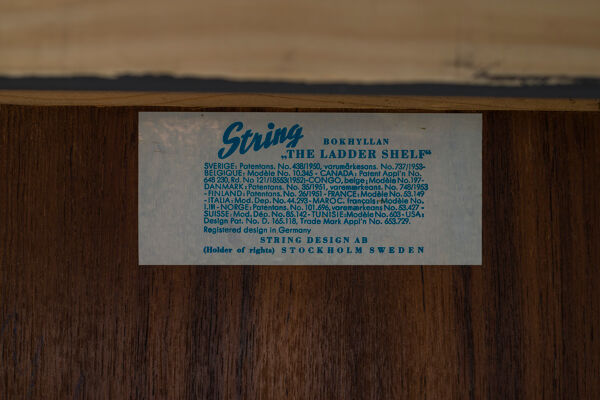 String BOKHYLLAN
„THE LADDER SHELF“
SVERIGE: Patentans. No. 438/1950, varumärkesans. No. 737/1953-
BELGIQUE: Modèle No. 10.345 - CANADA: Patent Appl'n No.
648 230, Rd. No 121/18553(1952)-CONGO, belge: Modèle No. 197-
DANMARK: Patentans. No. 35/1951, varemærkeans. No. 748/1953
-FINLAND: Patentans. No. 26/1951-FRANCE: Modèle No. 53.149
-ITALIA: Mod. Dep. No. 44.293-MAROC. français: Modèle No.
-NORGE: Patentans. No. 101.696, varemerkeans No. 53.427-
SUISSE: Mod. Dép. No. 85.142-TUNISIE: Modèle No. 603-USA:
Design Pat. No. D. 165.118, Trade Mark Appl'n No. 653.729.
Registered design in Germany
STRING DESIGN AB
(Holder of rights) STOCKHOLM SWEDEN